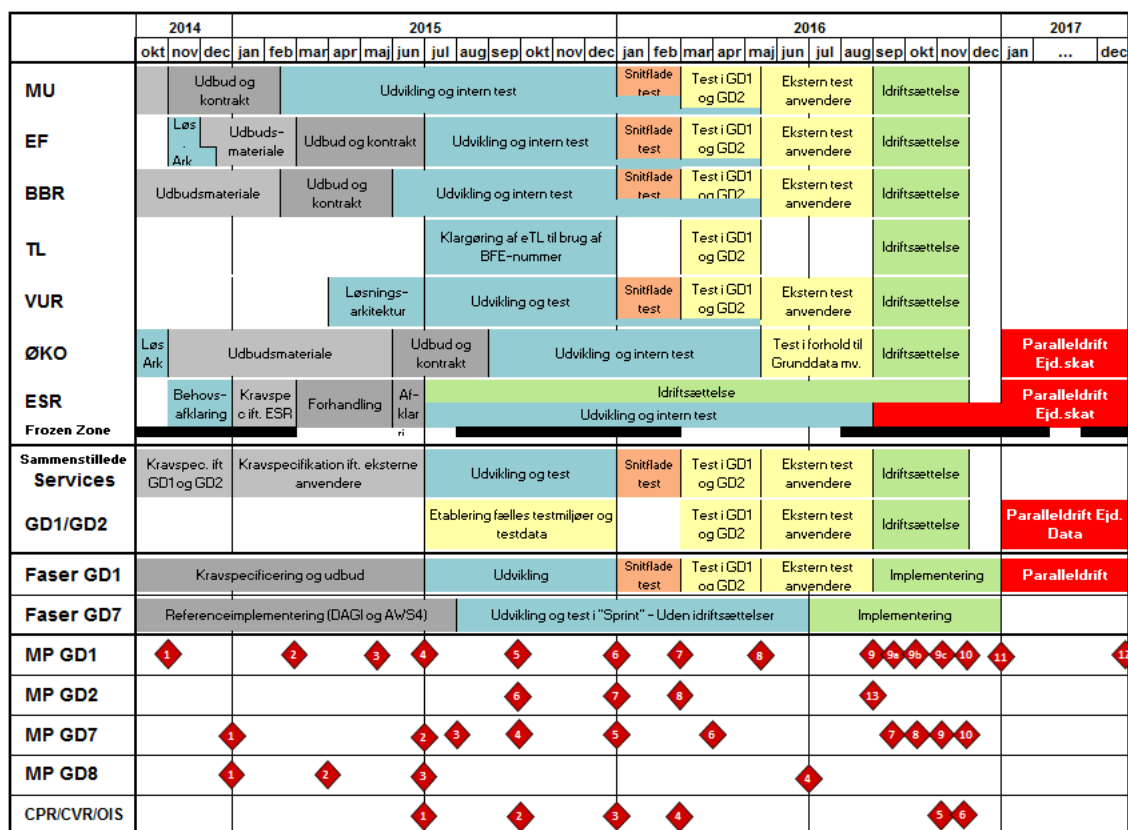 2014 2015 2016 2017
okt nov dec jan feb mar apr maj jun jul aug sep okt nov dec jan feb mar apr maj jun jul aug sep okt nov dec jan ... dec
MU
Udbud og
kontrakt
Udvikling og intern test
Snitflade
test
Test i GD1
og GD2
Ekstern test
anvendere
Idriftsættelse
EF
Løs
.
Ark
Udbuds-
materiale
Udbud og kontrakt
Udvikling og intern test
Snitflade
test
Test i GD1
og GD2
Ekstern test
anvendere
Idriftsættelse
BBR
Udbudsmateriale
Udbud og
kontrakt
Udvikling og intern test
Snitflade
test
Test i GD1
og GD2
Ekstern test
anvendere
Idriftsættelse
TL
Klargøring af eTL til brug af
BFE-nummer
Test i GD1
og GD2
Idriftsættelse
VUR
Løsnings-
arkitektur
Udvikling og test
Snitflade
test
Test i GD1
og GD2
Ekstern test
anvendere
Idriftsættelse
ØKO
Løs
Ark
Udbudsmateriale
Udbud og
kontrakt
Udvikling og intern test
Test i forhold til
Grunddata mv.
Idriftsættelse
Paralleldrift
Ejd. skat
ESR
Behovs-
afklaring
Kravspe
c ift. ESR
Forhandling
Af-
klar
ri
Idriftsættelse
Udvikling og intern test
Paralleldrift
Ejd. skat
Frozen Zone
Sammenstillede
Services
Kravspec. ift
GD1 og GD2
Kravspecifikation ift. eksterne
anvendere
Udvikling og test
Snitflade
test
Test i GD1
og GD2
Ekstern test
anvendere
Idriftsættelse
GD1/GD2
Etablering fælles testmiljøer og
testdata
Test i GD1
og GD2
Ekstern test
anvendere
Idriftsættelse
Paralleldrift Ejd.
Data
Faser GD1
Kravspecificering og udbud
Udvikling
Snitflade
test
Test i GD1
og GD2
Ekstern test
anvendere
Implementering
Paralleldrift
Faser GD7
Referenceimplementering (DAGI og AWS4)
Udvikling og test i "Sprint" - Uden idriftsættelser
Implementering
MP GD1 1 2 3 4 5 6 7 8 9 9a 9b 9c 10 11 12
MP GD2 6 7 8 13
MP GD7 1 2 3 4 5 6 7 8 9 10
MP GD8 1 2 3 4
CPR/CVR/OIS 1 2 3 4 5 6